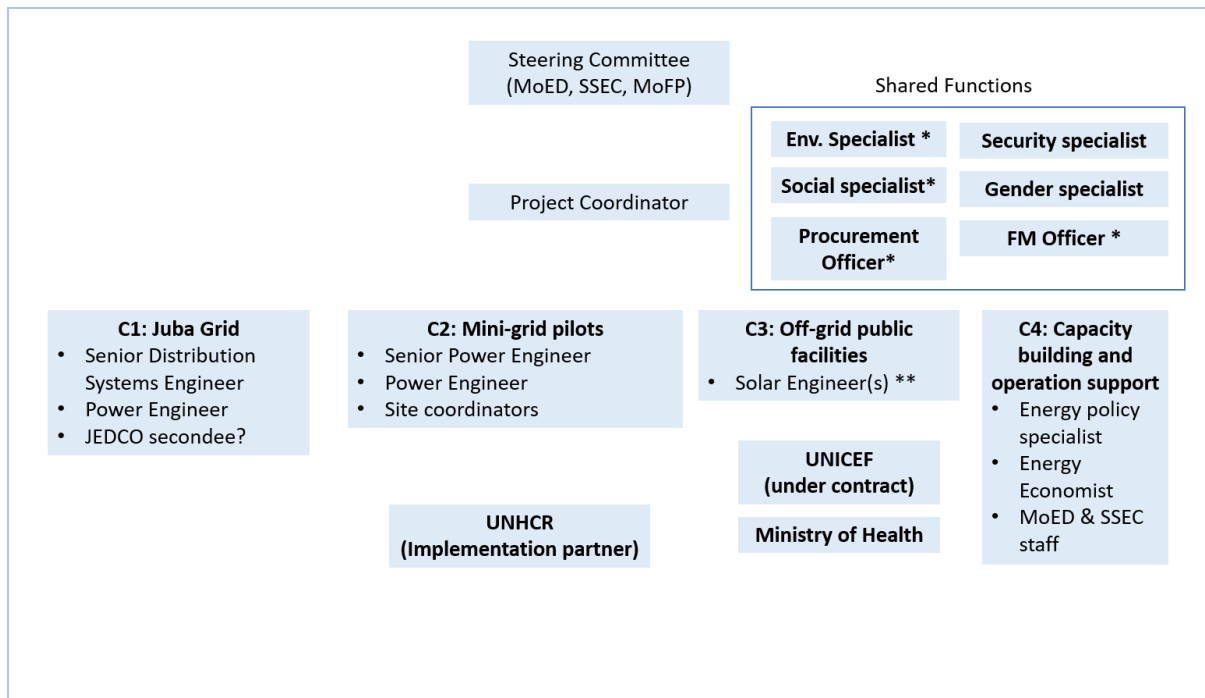 Steering Committee
(MoED, SSEC, MoFP)
Shared Functions
Env. Specialist *
Security specialist
Social specialist*
Gender specialist
Procurement
Officer*
FM Officer *
Project Coordinator
C1: Juba Grid
• Senior Distribution
Systems Engineer
• Power Engineer
• JEDCO secondee?
C2: Mini-grid pilots
• Senior Power Engineer
• Power Engineer
• Site coordinators
C3: Off-grid public
facilities
• Solar Engineer(s) **
C4: Capacity
building and
operation support
• Energy policy
specialist
• Energy
Economist
• MoED & SSEC
staff
UNHCR
(Implementation partner)
UNICEF
(under contract)
Ministry of Health